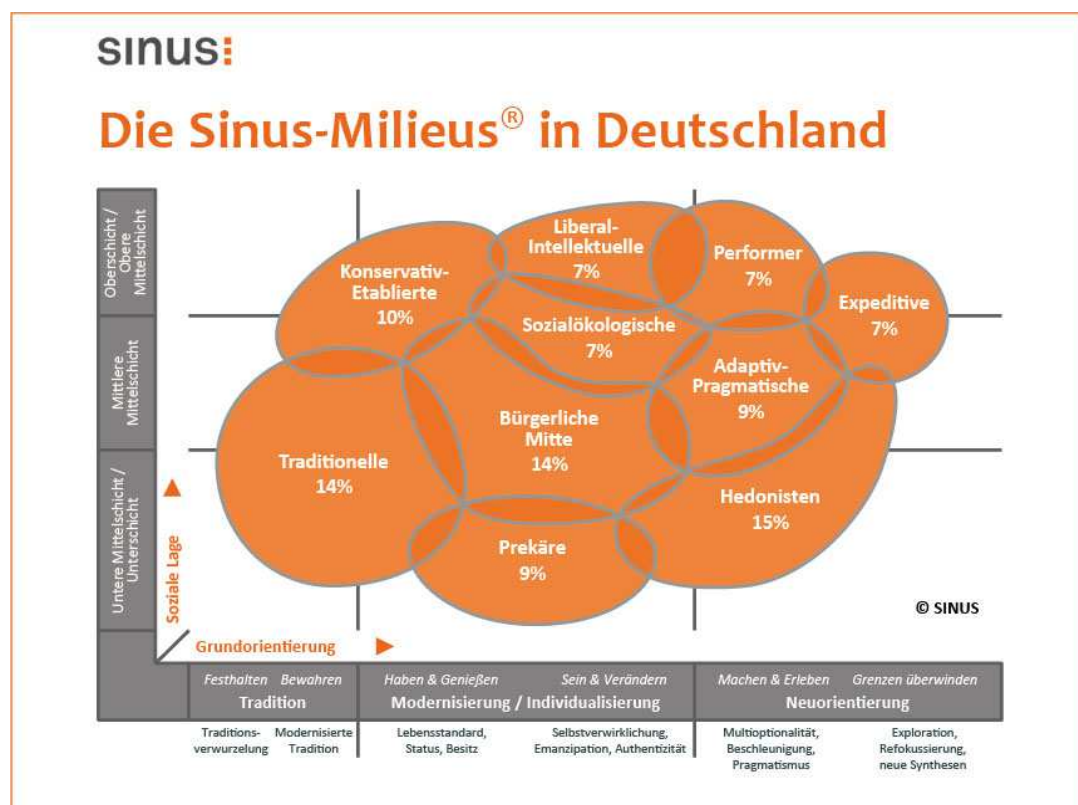 sinus:
Die Sinus-Milieus® in Deutschland
Oberschicht /
Obere
Mittelschicht
Mittlere
Mittelschicht
Untere Mittelschicht /
Unterschicht
Soziale Lage
Konservativ-
Etablierte
10%
Liberal-
Intellektuelle
7%
Performer
7%
Expeditive
7%
Sozialökologische
7%
Adaptiv-
Pragmatische
9%
Bürgerliche
Mitte
14%
Traditionelle
14%
Hedonisten
15%
Prekäre
9%
© SINUS
Grundorientierung
Festhalten Bewahren
Tradition
Haben & Genießen Sein & Verändern
Modernisierung / Individualisierung
Machen & Erleben Grenzen überwinden
Neuorientierung
Traditions-
verwurzelung
Modernisierte
Tradition
Lebensstandard,
Status, Besitz
Selbstverwirklichung,
Emanzipation, Authentizität
Multioptionalität,
Beschleunigung,
Pragmatismus
Exploration,
Refokussierung,
neue Synthesen